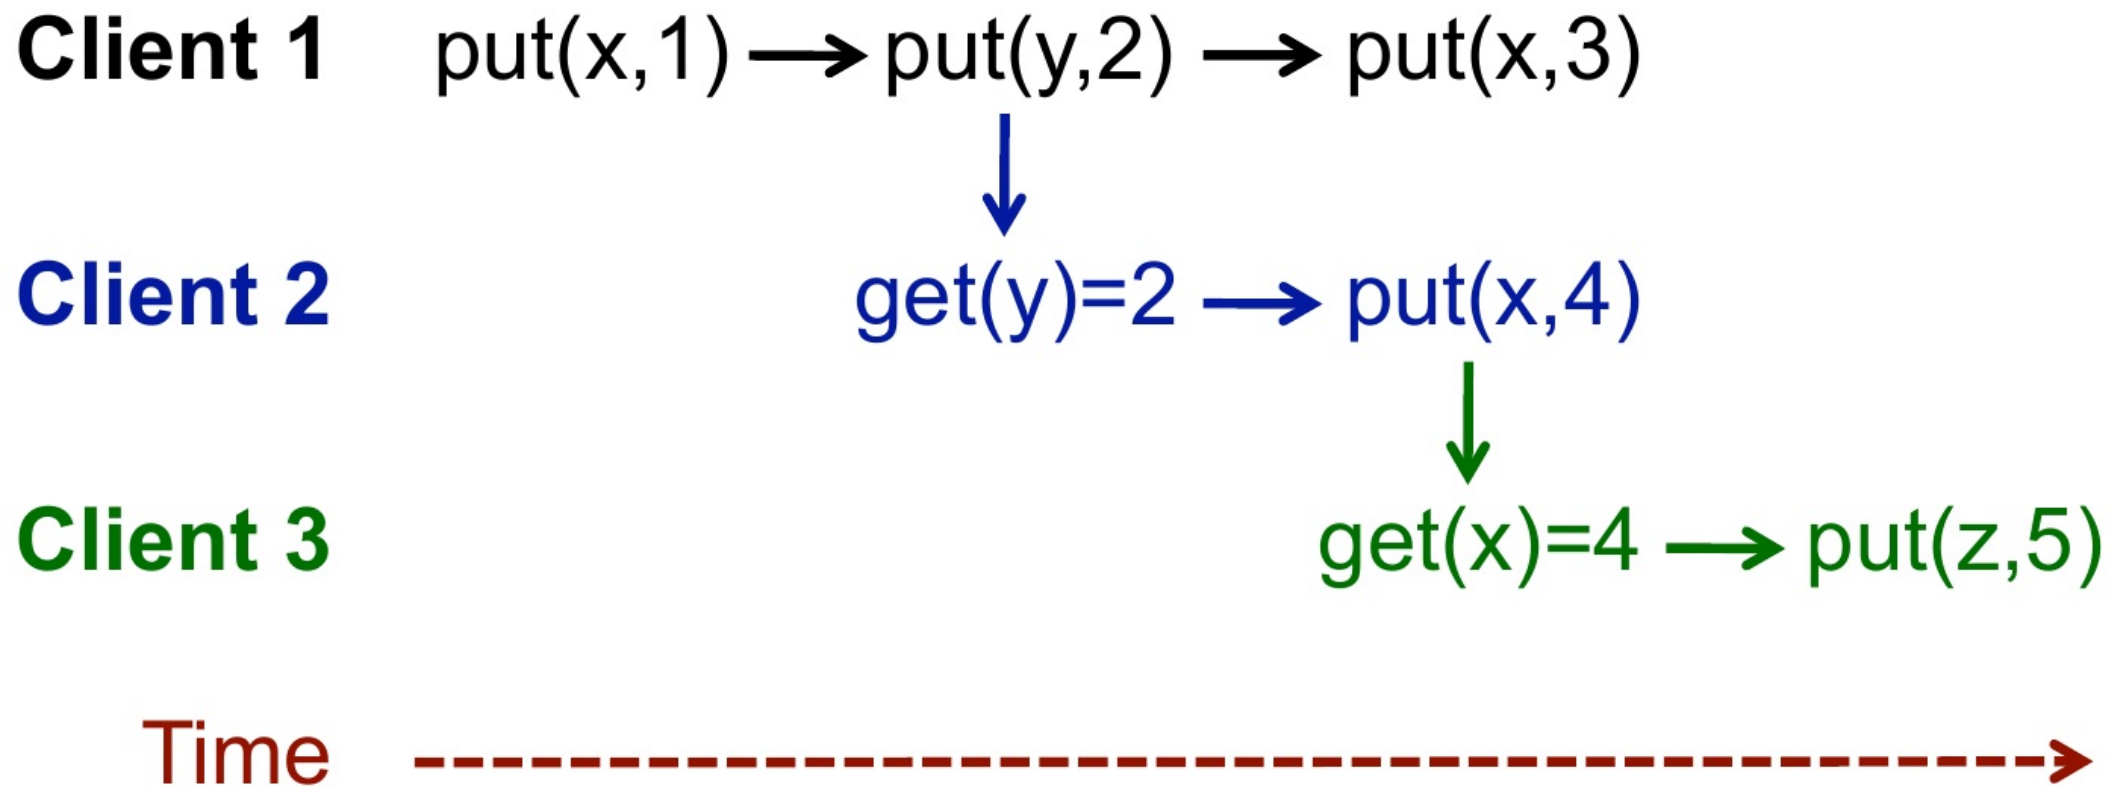 Client 1 put(x,1) → put(y,2) → put(x,3)
Client 2 get(y)=2 → put(x,4)
Client 3 get(x)=4 → put(z,5)
Time